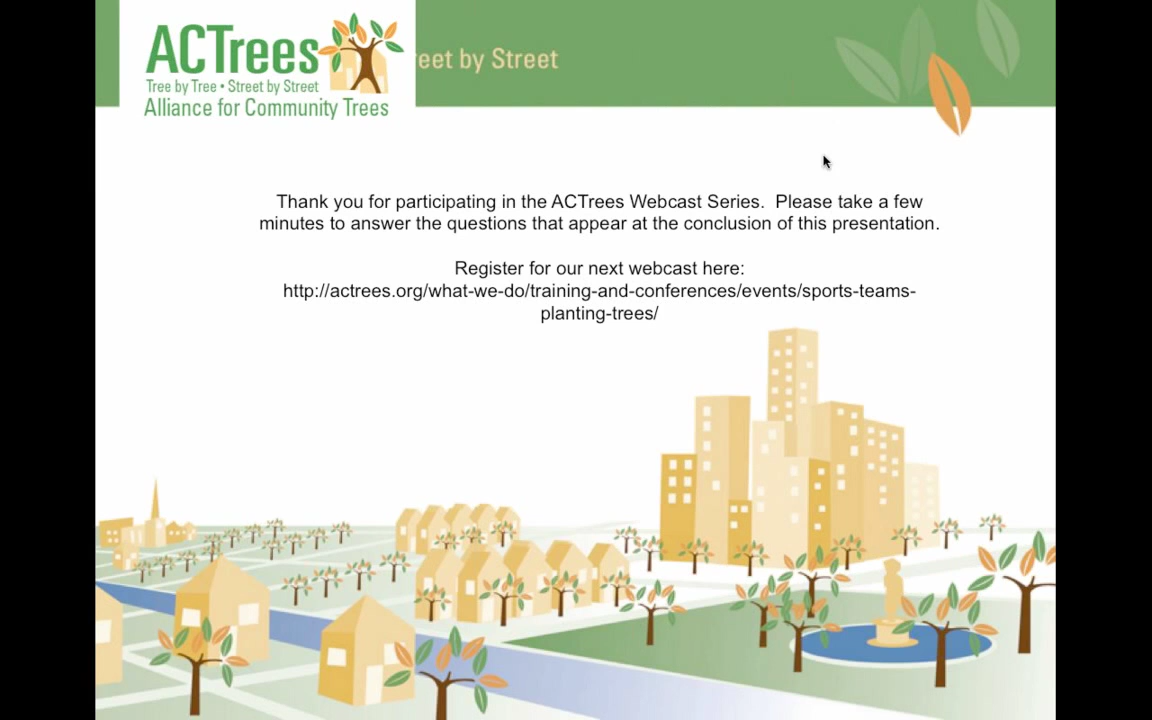 ACTrees
reet by Street
Tree by Tree • Street by Street
Alliance for Community Trees
Thank you for participating in the ACTrees Webcast Series.  Please take a few
minutes to answer the questions that appear at the conclusion of this presentation.
Register for our next webcast here:
http://actrees.org/what-we-do/training-and-conferences/events/sports-teams-
planting-trees/